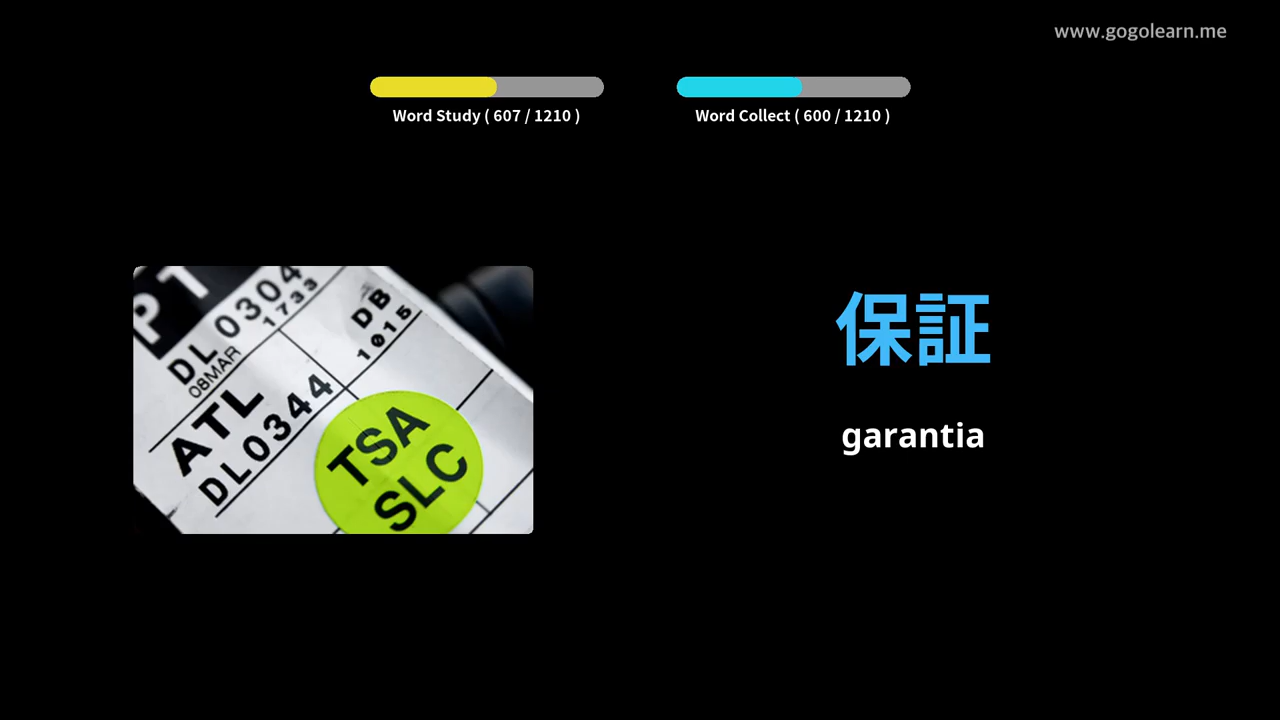 www.gogolearn.me
Word Study ( 607 / 1210 )
Word Collect ( 600 / 1210 )
P1
DL0304
1733
08MAR
DB
1015
ATL
DL0344
TSA
SLC
保証
garantia